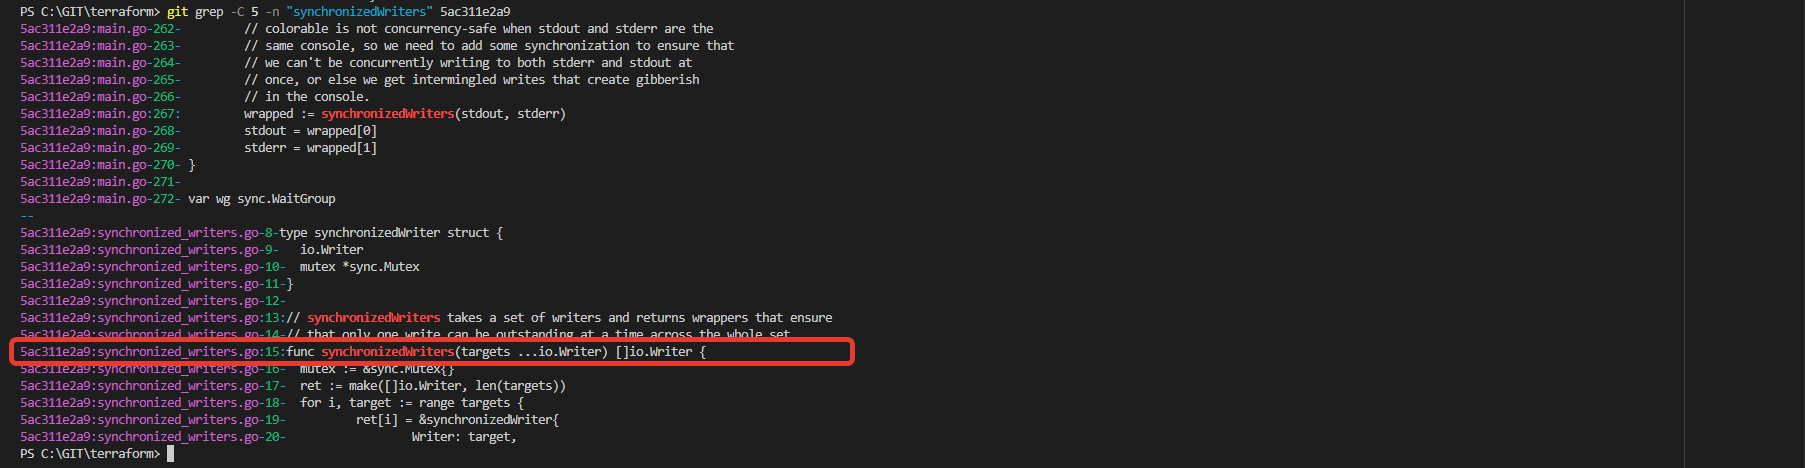 PS C:\GIT\terraform> git grep -C 5 -n "synchronizedWriters" 5ac311e2a9
5ac311e2a9:main.go-262-         // colorable is not concurrency-safe when stdout and stderr are the
5ac311e2a9:main.go-263-         // same console, so we need to add some synchronization to ensure that
5ac311e2a9:main.go-264-         // we can't be concurrently writing to both stderr and stdout at
5ac311e2a9:main.go-265-         // once, or else we get intermingled writes that create gibberish
5ac311e2a9:main.go-266-         // in the console.
5ac311e2a9:main.go:267:         wrapped := synchronizedWriters(stdout, stderr)
5ac311e2a9:main.go-268-         stdout = wrapped[0]
5ac311e2a9:main.go-269-         stderr = wrapped[1]
5ac311e2a9:main.go-270- }
5ac311e2a9:main.go-271-
5ac311e2a9:main.go-272- var wg sync.WaitGroup
--
5ac311e2a9:synchronized_writers.go-8-type synchronizedWriter struct {
5ac311e2a9:synchronized_writers.go-9-   io.Writer
5ac311e2a9:synchronized_writers.go-10-  mutex *sync.Mutex
5ac311e2a9:synchronized_writers.go-11-}
5ac311e2a9:synchronized_writers.go-12-
5ac311e2a9:synchronized_writers.go:13:// synchronizedWriters takes a set of writers and returns wrappers that ensure
5ac311e2a9:synchronized_writers.go-14-// that only one write can be outstanding at a time across the whole set.
5ac311e2a9:synchronized_writers.go:15:func synchronizedWriters(targets ...io.Writer) []io.Writer {
5ac311e2a9:synchronized_writers.go-16-  mutex := &sync.Mutex{}
5ac311e2a9:synchronized_writers.go-17-  ret := make([]io.Writer, len(targets))
5ac311e2a9:synchronized_writers.go-18-  for i, target := range targets {
5ac311e2a9:synchronized_writers.go-19-          ret[i] = &synchronizedWriter{
5ac311e2a9:synchronized_writers.go-20-                  Writer: target,
PS C:\GIT\terraform>